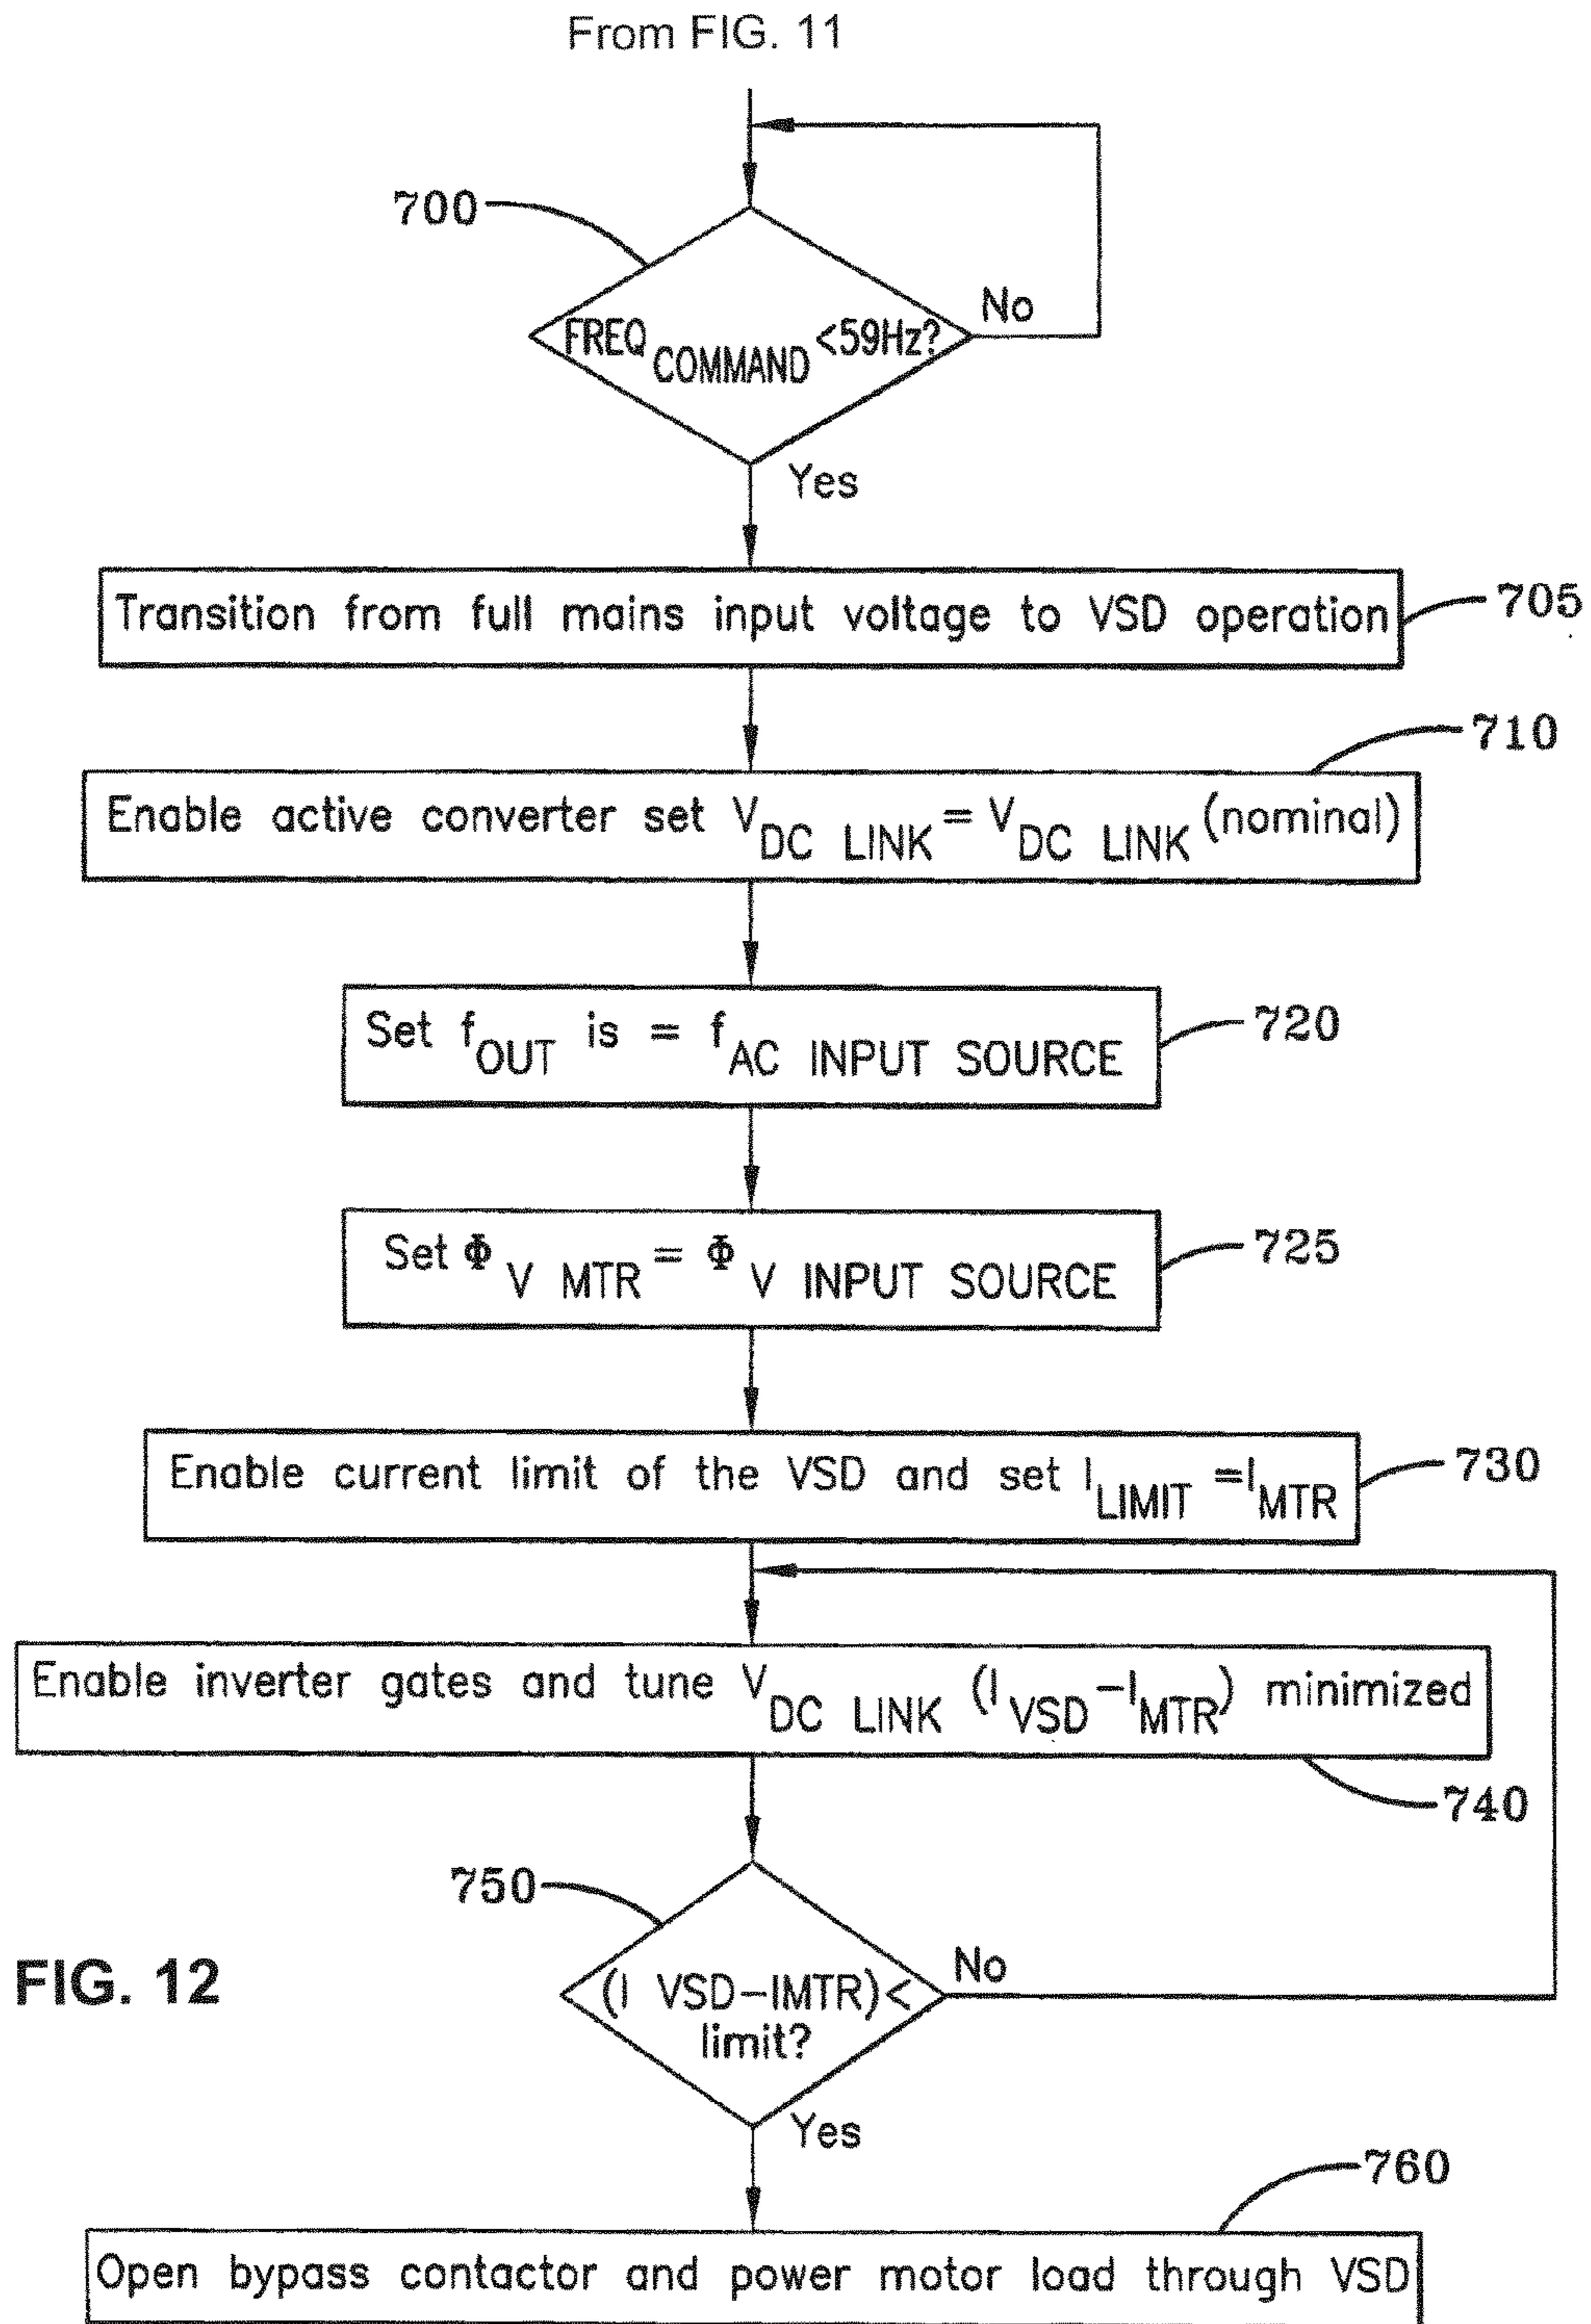 From FIG. 11
700
No
FREQ COMMAND <59Hz?
Yes
Transition from full mains input voltage to VSD operation
705
710
Enable active converter set V DC LINK = V DC LINK (nominal)
Set f OUT is = f AC INPUT SOURCE
720
Set Φ V MTR = Φ V INPUT SOURCE
725
Enable current limit of the VSD and set I LIMIT =I MTR
730
Enable inverter gates and tune V DC LINK (I VSD -I MTR) minimized
740
750
FIG. 12
No
(I VSD-IMTR)<
limit?
Yes
760
Open bypass contactor and power motor load through VSD